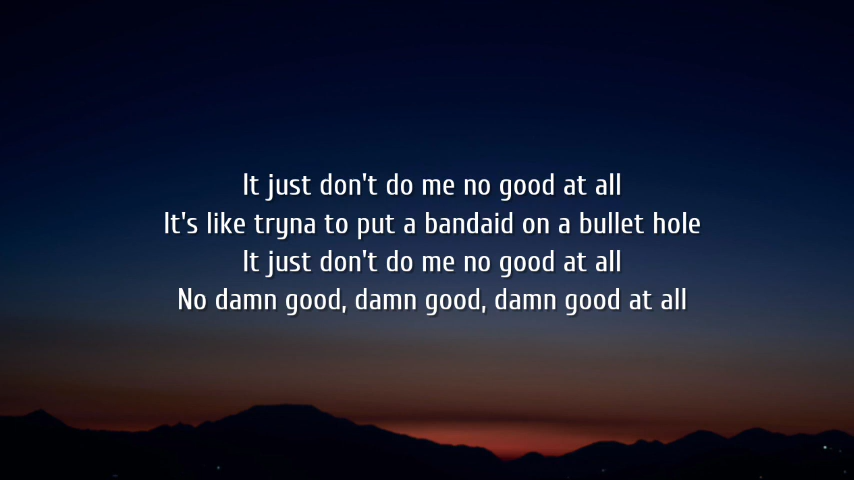 It just don't do me no good at all
It's like tryna to put a bandaid on a bullet hole
It just don't do me no good at all
No damn good, damn good, damn good at all